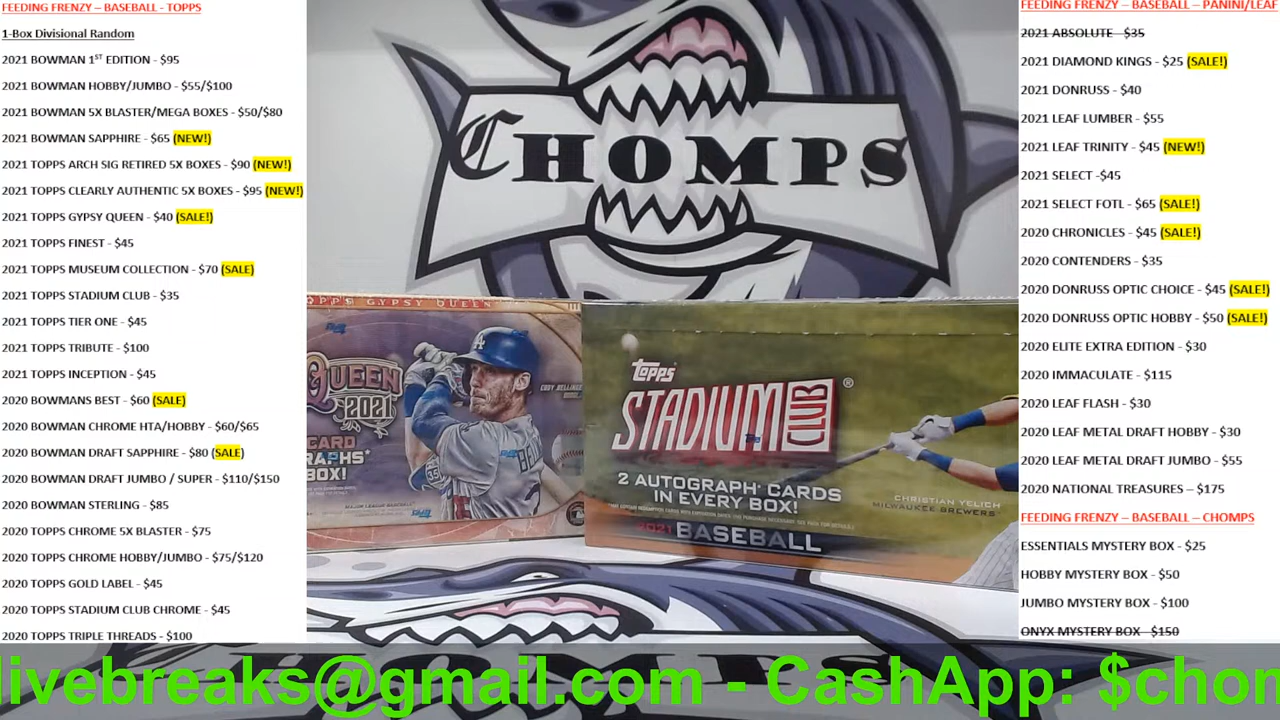 FEEDING FRENZY – BASEBALL - TOPPS
1-Box Divisional Random
2021 BOWMAN 1ST EDITION - $95
2021 BOWMAN HOBBY/JUMBO - $55/$100
2021 BOWMAN 5X BLASTER/MEGA BOXES - $50/$80
2021 BOWMAN SAPPHIRE - $65 (NEW!)
2021 TOPPS ARCH SIG RETIRED 5X BOXES - $90 (NEW!)
2021 TOPPS CLEARLY AUTHENTIC 5X BOXES - $95 (NEW!)
2021 TOPPS GYPSY QUEEN - $40 (SALE!)
2021 TOPPS FINEST - $45
2021 TOPPS MUSEUM COLLECTION - $70 (SALE)
2021 TOPPS STADIUM CLUB - $35
2021 TOPPS TIER ONE - $45
2021 TOPPS TRIBUTE - $100
2021 TOPPS INCEPTION - $45
2020 BOWMANS BEST - $60 (SALE)
2020 BOWMAN CHROME HTA/HOBBY - $60/$65
2020 BOWMAN DRAFT SAPPHIRE - $80 (SALE)
2020 BOWMAN DRAFT JUMBO / SUPER - $110/$150
2020 BOWMAN STERLING - $85
2020 TOPPS CHROME 5X BLASTER - $75
2020 TOPPS CHROME HOBBY/JUMBO - $75/$120
2020 TOPPS GOLD LABEL - $45
2020 TOPPS STADIUM CLUB CHROME - $45
2020 TOPPS TRIPLE THREADS - $100
CHOMPS
OPPS GYPSY QUEEN
QUEEN
2021
CARD
RAPHS*
BOX!
CODY BELLINGER
BELL
35
topps
STADIUM CLUB ®
2 AUTOGRAPH* CARDS
IN EVERY BOX!
CHRISTIAN YELICH
MILWAUKEE BREWERS
2021 BASEBALL
FEEDING FRENZY – BASEBALL – PANINI/LEAF
2021 ABSOLUTE - $35
2021 DIAMOND KINGS - $25 (SALE!)
2021 DONRUSS - $40
2021 LEAF LUMBER - $55
2021 LEAF TRINITY - $45 (NEW!)
2021 SELECT -$45
2021 SELECT FOTL - $65 (SALE!)
2020 CHRONICLES - $45 (SALE!)
2020 CONTENDERS - $35
2020 DONRUSS OPTIC CHOICE - $45 (SALE!)
2020 DONRUSS OPTIC HOBBY - $50 (SALE!)
2020 ELITE EXTRA EDITION - $30
2020 IMMACULATE - $115
2020 LEAF FLASH - $30
2020 LEAF METAL DRAFT HOBBY - $30
2020 LEAF METAL DRAFT JUMBO - $55
2020 NATIONAL TREASURES – $175
FEEDING FRENZY – BASEBALL – CHOMPS
ESSENTIALS MYSTERY BOX - $25
HOBBY MYSTERY BOX - $50
JUMBO MYSTERY BOX - $100
ONYX MYSTERY BOX - $150
livebreaks@gmail.com - CashApp: $chom